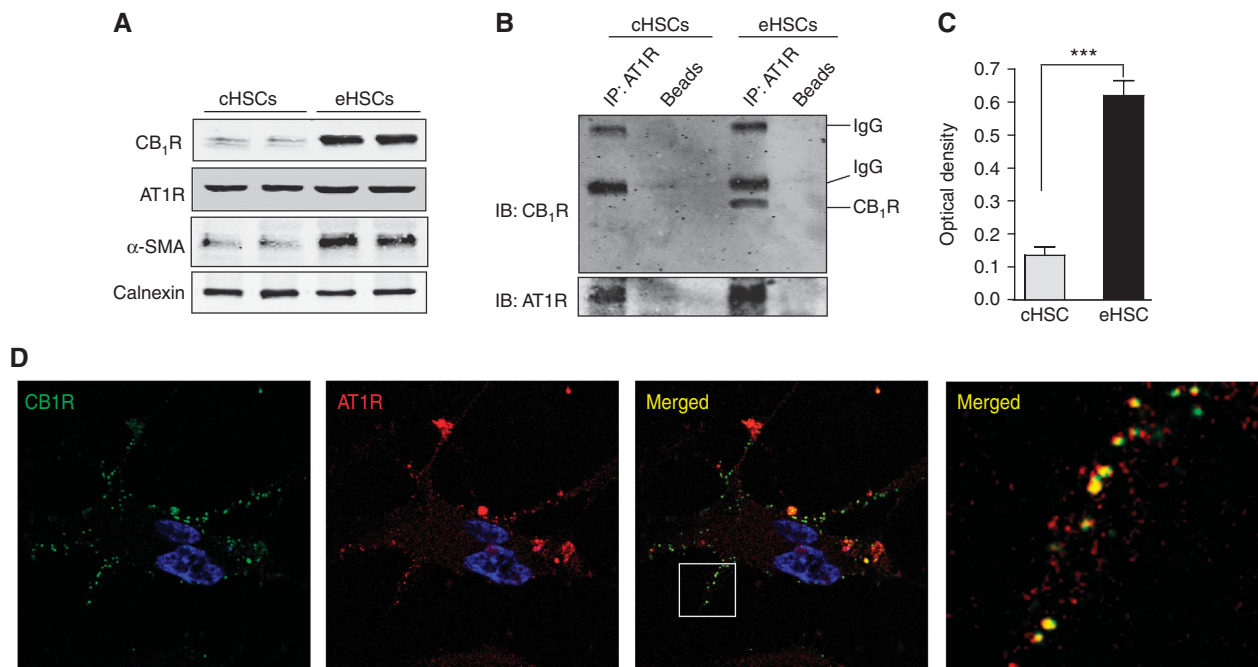 A
cHSCs eHSCs
CB₁R
AT1R
α-SMA
Calnexin
B
cHSCs eHSCs
IP: AT1R Beads IP: AT1R Beads
IgG
IgG
CB₁R
IB: CB₁R
IB: AT1R
C
***
0.7
0.6
0.5
0.4
0.3
0.2
0.1
0.0
Optical density
cHSC eHSC
D
CB1R AT1R Merged Merged